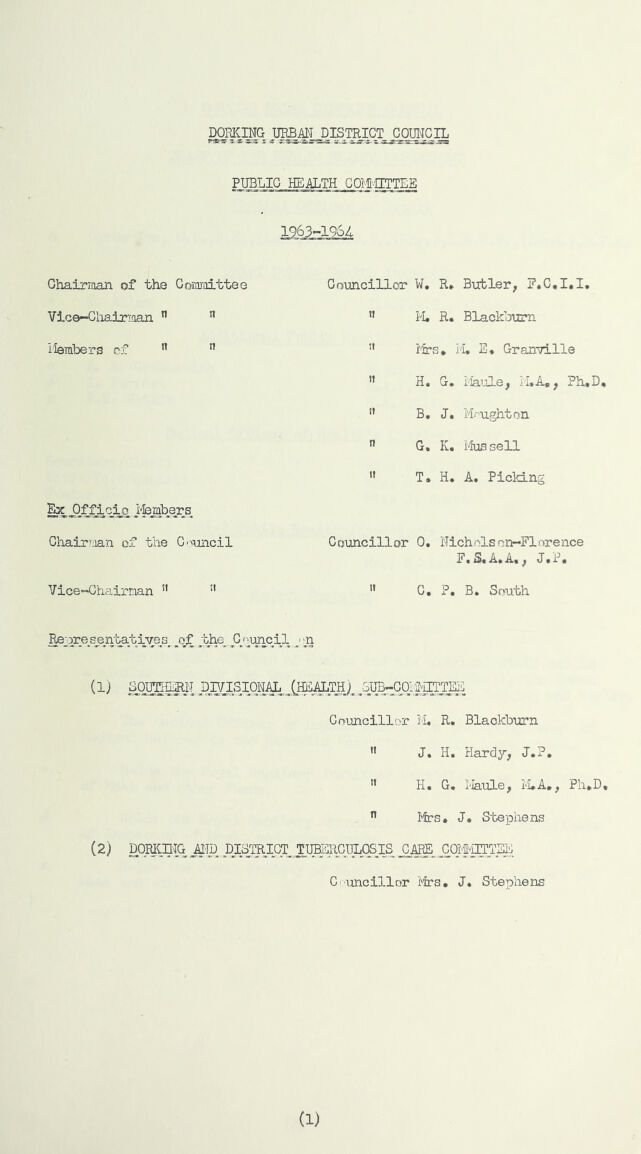 DORKING URBAN DISTRICT COUNCIL
PUBLIC HEALTH COMMITTEE
1963-1964
Chairman of the Committee Councillor W. R. Butler, F.C.I.I.
Vice-Chairman " " " M. R. Blackburn
Members of " " " Mrs. M. E. Granville
" H. G. Maule, M.A., Ph.D.
" B. J. Moughton
" G. K. Mussell
" T. H. A. Picking
Ex Officio Members
Chairman of the Council Councillor O. Nicholson-Florence
F.S.A.A., J.P.
Vice-Chairman " " " C. P. B. South
Representatives of the Council on
(1) SOUTHERN DIVISIONAL (HEALTH) SUB-COMMITTEE
Councillor M. R. Blackburn
" J. H. Hardy, J.P.
" H. G. Maule, M.A., Ph.D.
" Mrs. J. Stephens
(2) DORKING AND DISTRICT TUBERCULOSIS CARE COMMITTEE
Councillor Mrs. J. Stephens
(1)